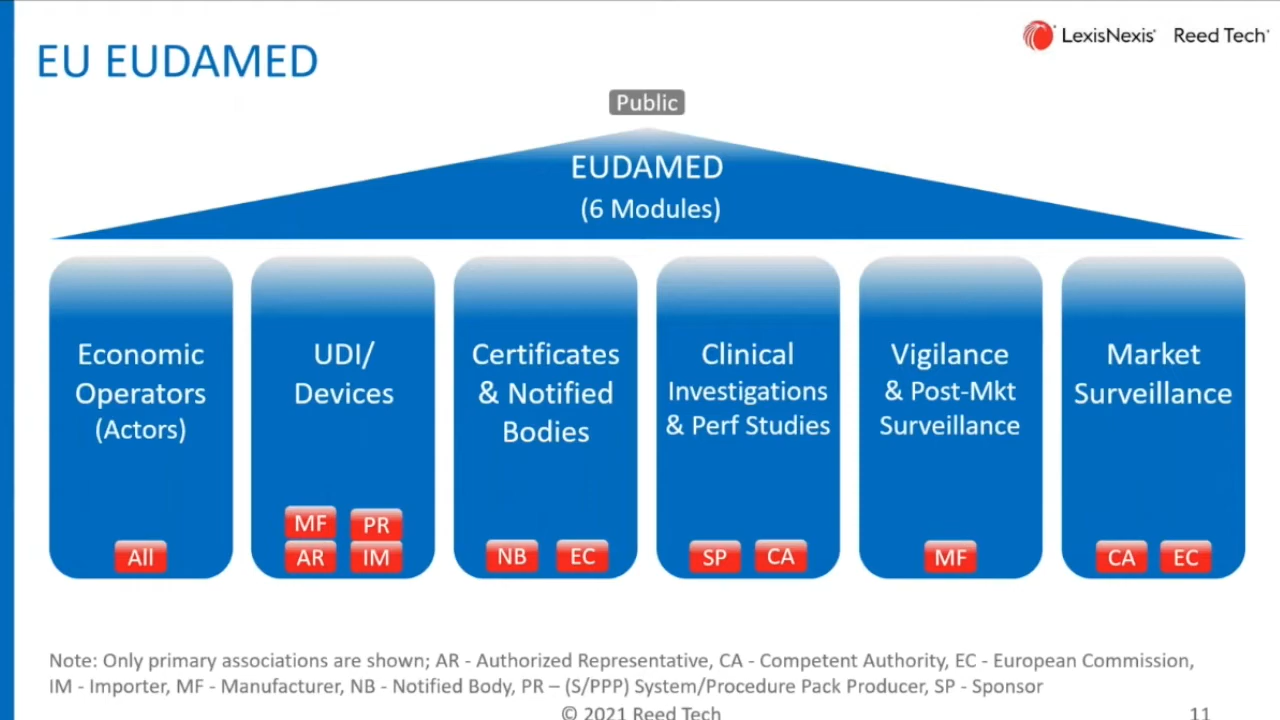 LexisNexis® Reed Tech®
EU EUDAMED
Public
EUDAMED
(6 Modules)
Economic
Operators
(Actors)
All
UDI/
Devices
MF PR
AR IM
Certificates
& Notified
Bodies
NB EC
Clinical
Investigations
& Perf Studies
SP CA
Vigilance
& Post-Mkt
Surveillance
MF
Market
Surveillance
CA EC
Note: Only primary associations are shown; AR - Authorized Representative, CA - Competent Authority, EC - European Commission,
IM - Importer, MF - Manufacturer, NB - Notified Body, PR – (S/PPP) System/Procedure Pack Producer, SP - Sponsor
© 2021 Reed Tech
11